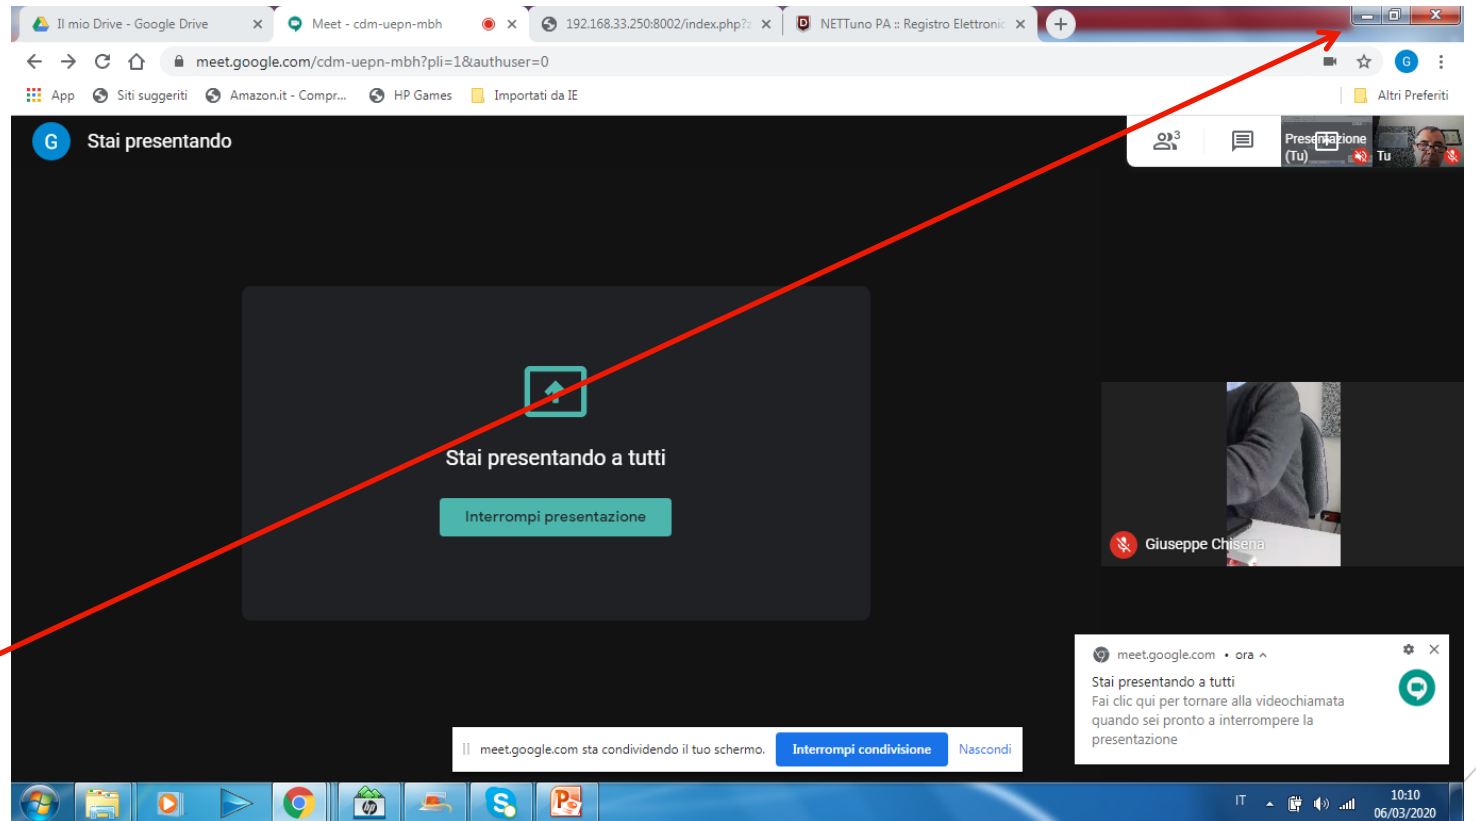 Il mio Drive - Google Drive
Meet - cdm-uepn-mbh
192.168.33.250:8002/index.php?
NETTuno PA :: Registro Elettronic
meet.google.com/cdm-uepn-mbh?pli=1&authuser=0
G
App
Siti suggeriti
Amazon.it - Compr...
HP Games
Importati da IE
Altri Preferiti
G
Stai presentando
3
Presentazione
(Tu)
Tu
Stai presentando a tutti
Interrompi presentazione
Giuseppe Chisena
meet.google.com • ora
Stai presentando a tutti
Fai clic qui per tornare alla videochiamata
quando sei pronto a interrompere la
presentazione
meet.google.com sta condividendo il tuo schermo.
Interrompi condivisione
Nascondi
hp
S
P
IT
10:10
06/03/2020